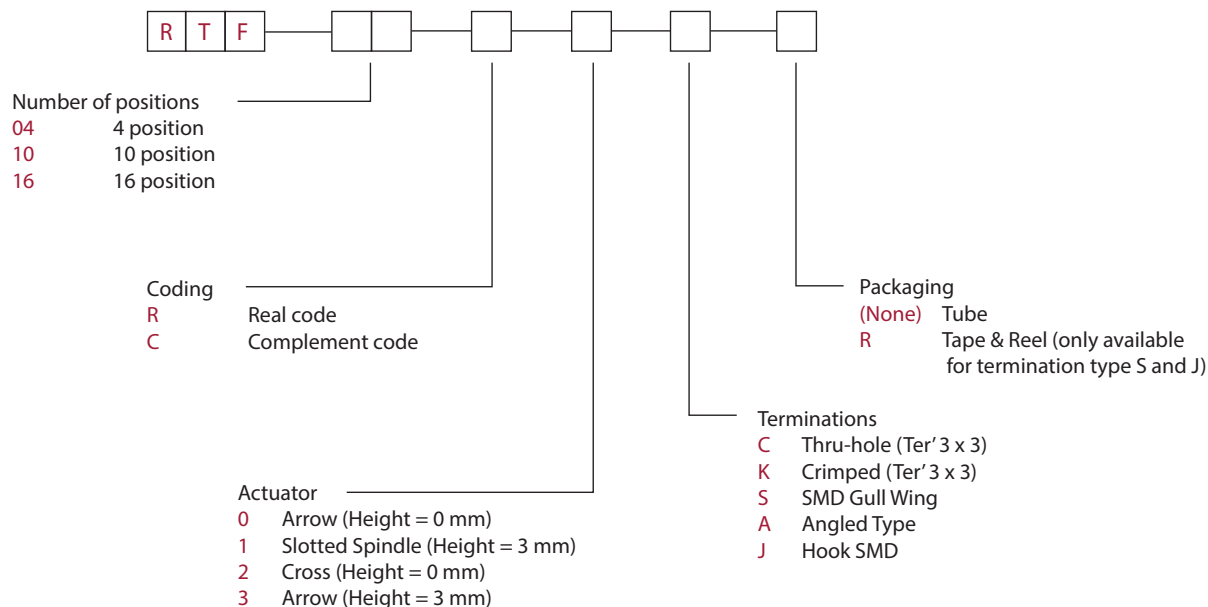 R T F
Number of positions
04 4 position
10 10 position
16 16 position
Coding
R Real code
C Complement code
Packaging
(None) Tube
R Tape & Reel (only available
for termination type S and J)
Terminations
C Thru-hole (Ter' 3 x 3)
K Crimped (Ter' 3 x 3)
S SMD Gull Wing
A Angled Type
J Hook SMD
Actuator
0 Arrow (Height = 0 mm)
1 Slotted Spindle (Height = 3 mm)
2 Cross (Height = 0 mm)
3 Arrow (Height = 3 mm)